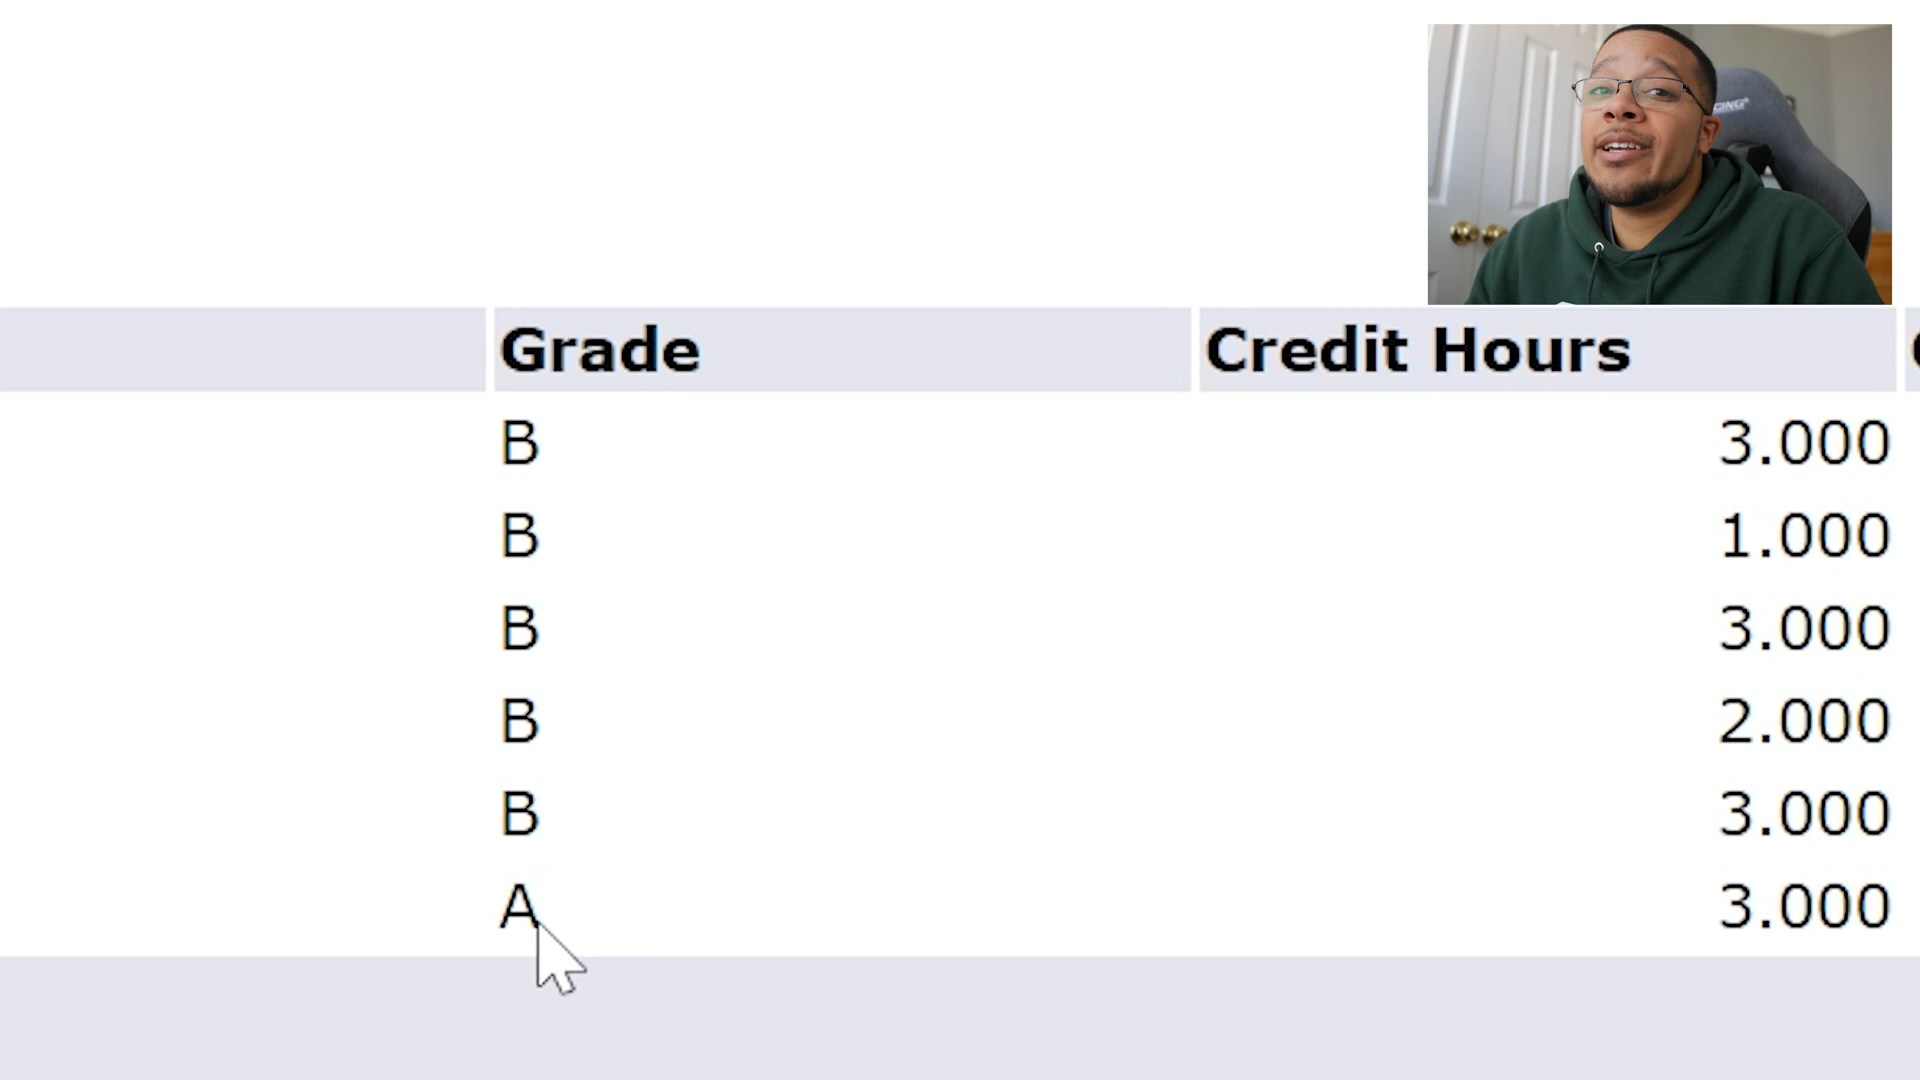 Grade Credit Hours
B 3.000
B 1.000
B 3.000
B 2.000
B 3.000
A 3.000